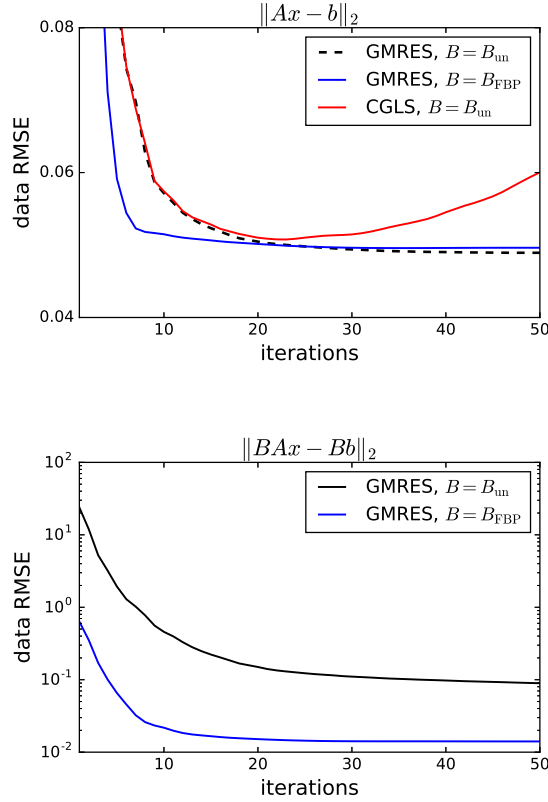 ‖Ax − b‖₂
0.08
GMRES, B = B_un
GMRES, B = B_FBP
CGLS, B = B_un
0.06
data RMSE
0.04
10 20 30 40 50
iterations
‖BAx − Bb‖₂
10²
GMRES, B = B_un
GMRES, B = B_FBP
10¹
10⁰
data RMSE
10⁻¹
10⁻²
10 20 30 40 50
iterations